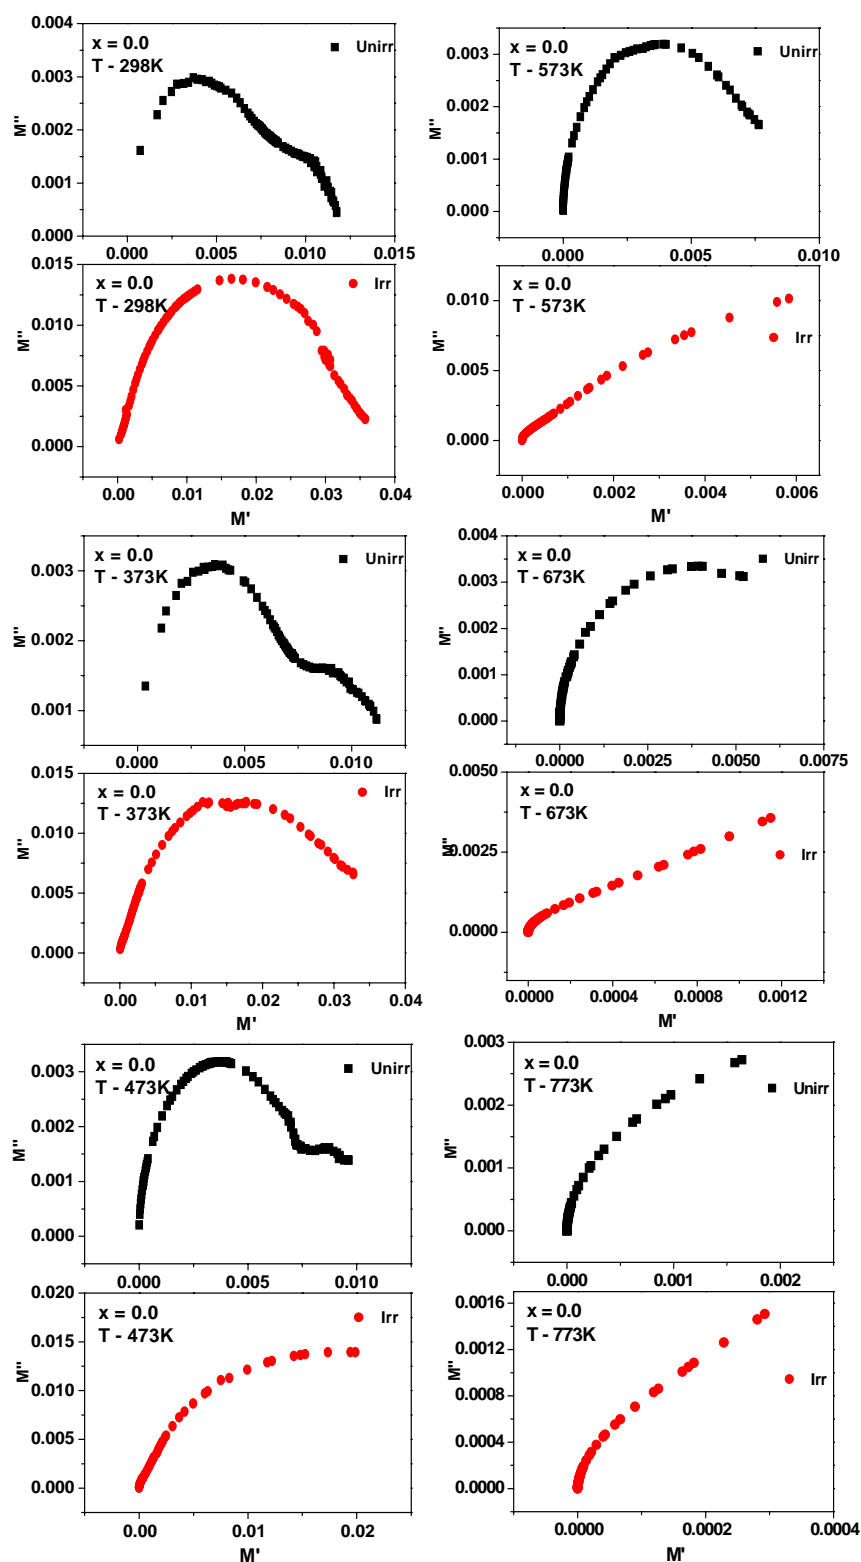 0.004
x = 0.0
T - 298K
Unirr
0.003
0.002
0.001
0.000
M''
0.000 0.005 0.010 0.015
x = 0.0
T - 573K
Unirr
0.003
0.002
0.001
0.000
M''
0.000 0.005 0.010
0.015
x = 0.0
T - 298K
Irr
0.010
0.005
0.000
M''
0.00 0.01 0.02 0.03 0.04
M'
x = 0.0
T - 573K
Irr
0.010
0.005
0.000
M''
0.000 0.002 0.004 0.006
M'
x = 0.0
T - 373K
Unirr
0.003
0.002
0.001
M''
0.000 0.005 0.010
0.004
x = 0.0
T - 673K
Unirr
0.003
0.002
0.001
0.000
M''
0.0000 0.0025 0.0050 0.0075
0.015
x = 0.0
T - 373K
Irr
0.010
0.005
0.000
M''
0.00 0.01 0.02 0.03 0.04
M'
0.0050
x = 0.0
T - 673K
Irr
0.0025
0.0000
M''
0.0000 0.0004 0.0008 0.0012
M'
x = 0.0
T - 473K
Unirr
0.003
0.002
0.001
0.000
M''
0.000 0.005 0.010
0.003
x = 0.0
T - 773K
Unirr
0.002
0.001
0.000
M''
0.000 0.001 0.002
0.020
x = 0.0
T - 473K
Irr
0.015
0.010
0.005
0.000
M''
0.00 0.01 0.02
M'
0.0016
x = 0.0
T - 773K
Irr
0.0012
0.0008
0.0004
0.0000
M''
0.0000 0.0002 0.0004
M'